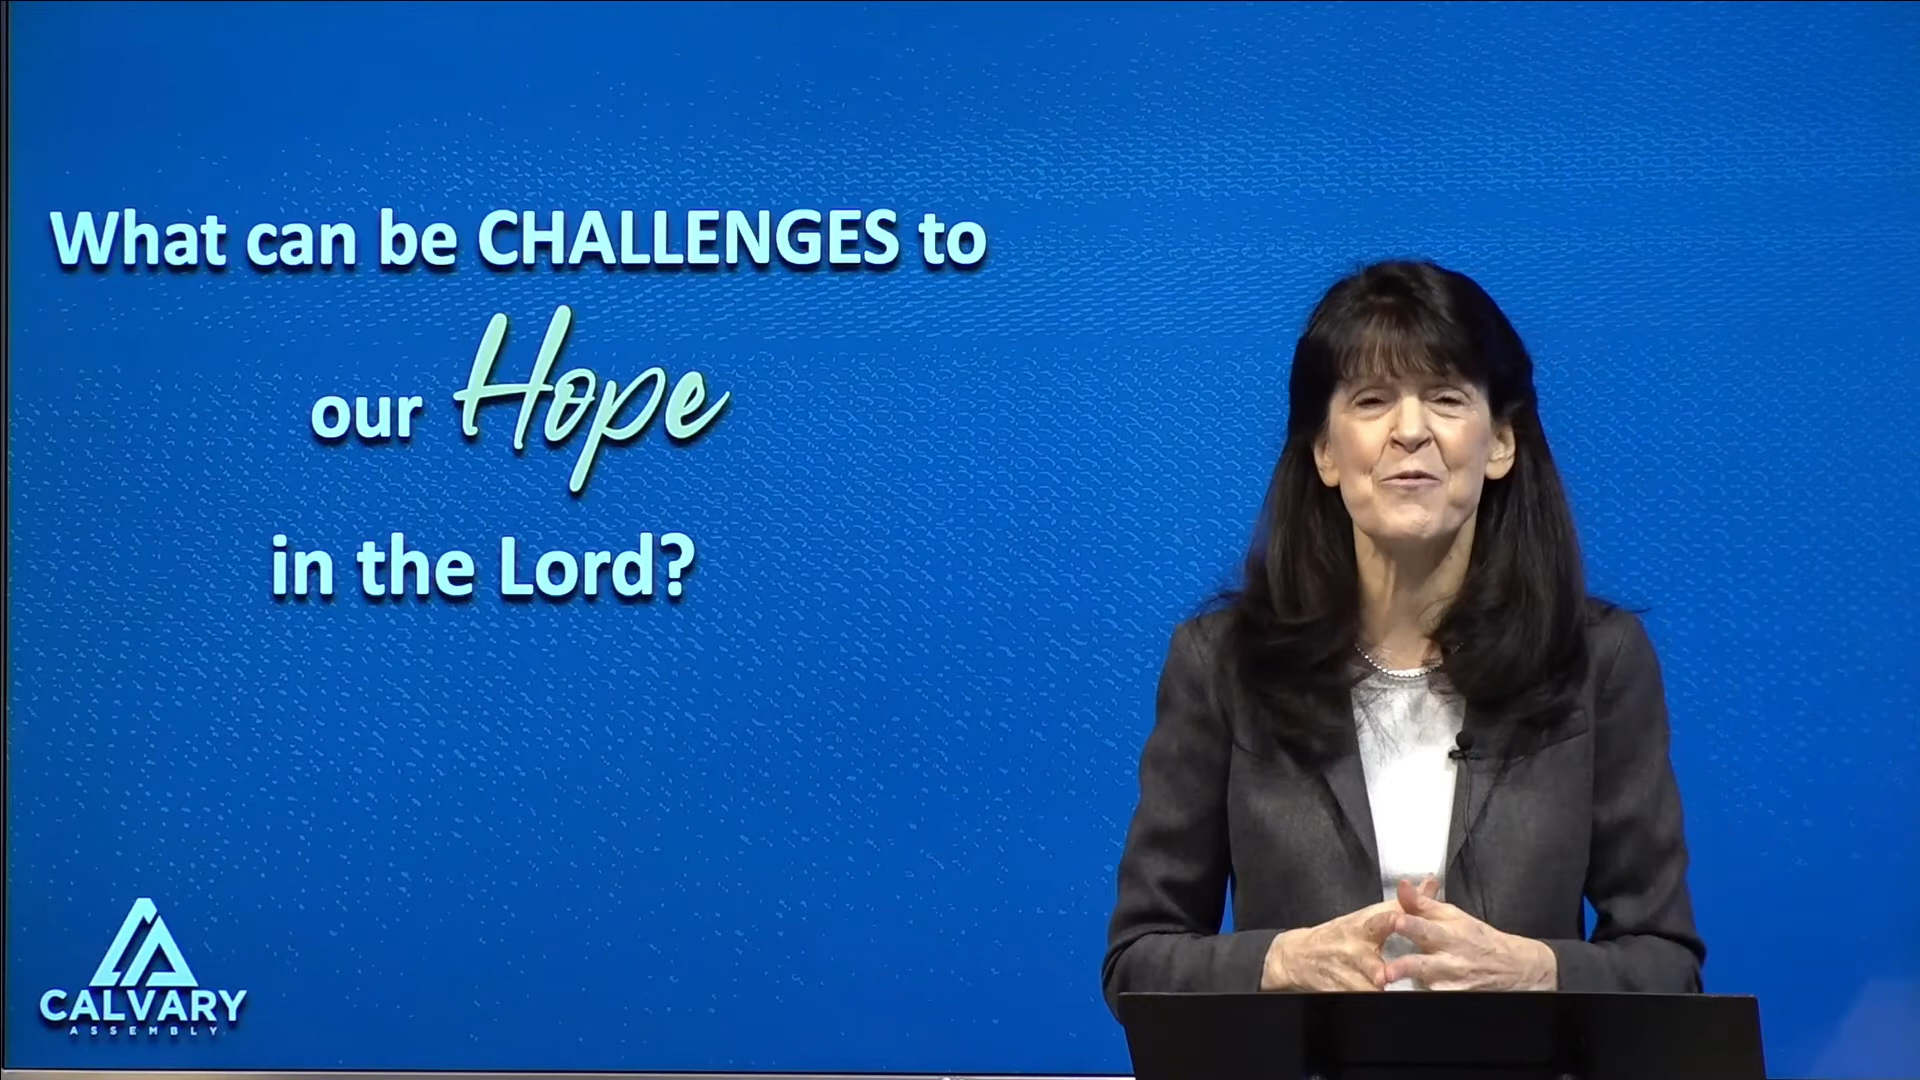 What can be CHALLENGES to
our Hope
in the Lord?
CALVARY
ASSEMBLY